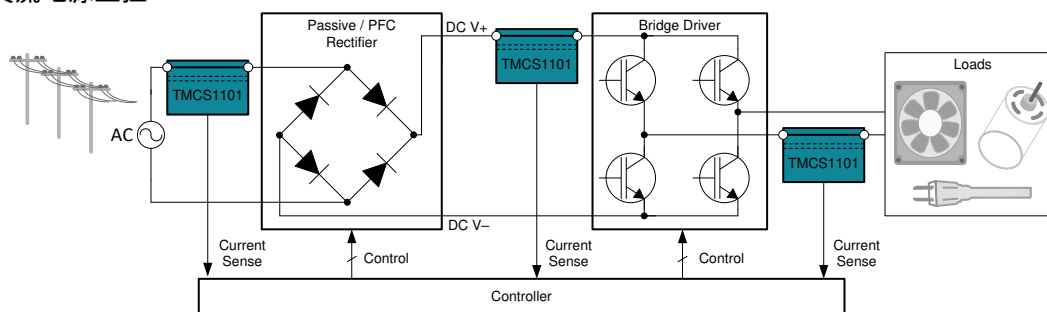 Passive / PFC
Rectifier
DC V+
Bridge Driver
Loads
TMCS1101
TMCS1101
AC
TMCS1101
DC V–
Current
Sense
Control
Current
Sense
Control
Current
Sense
Controller